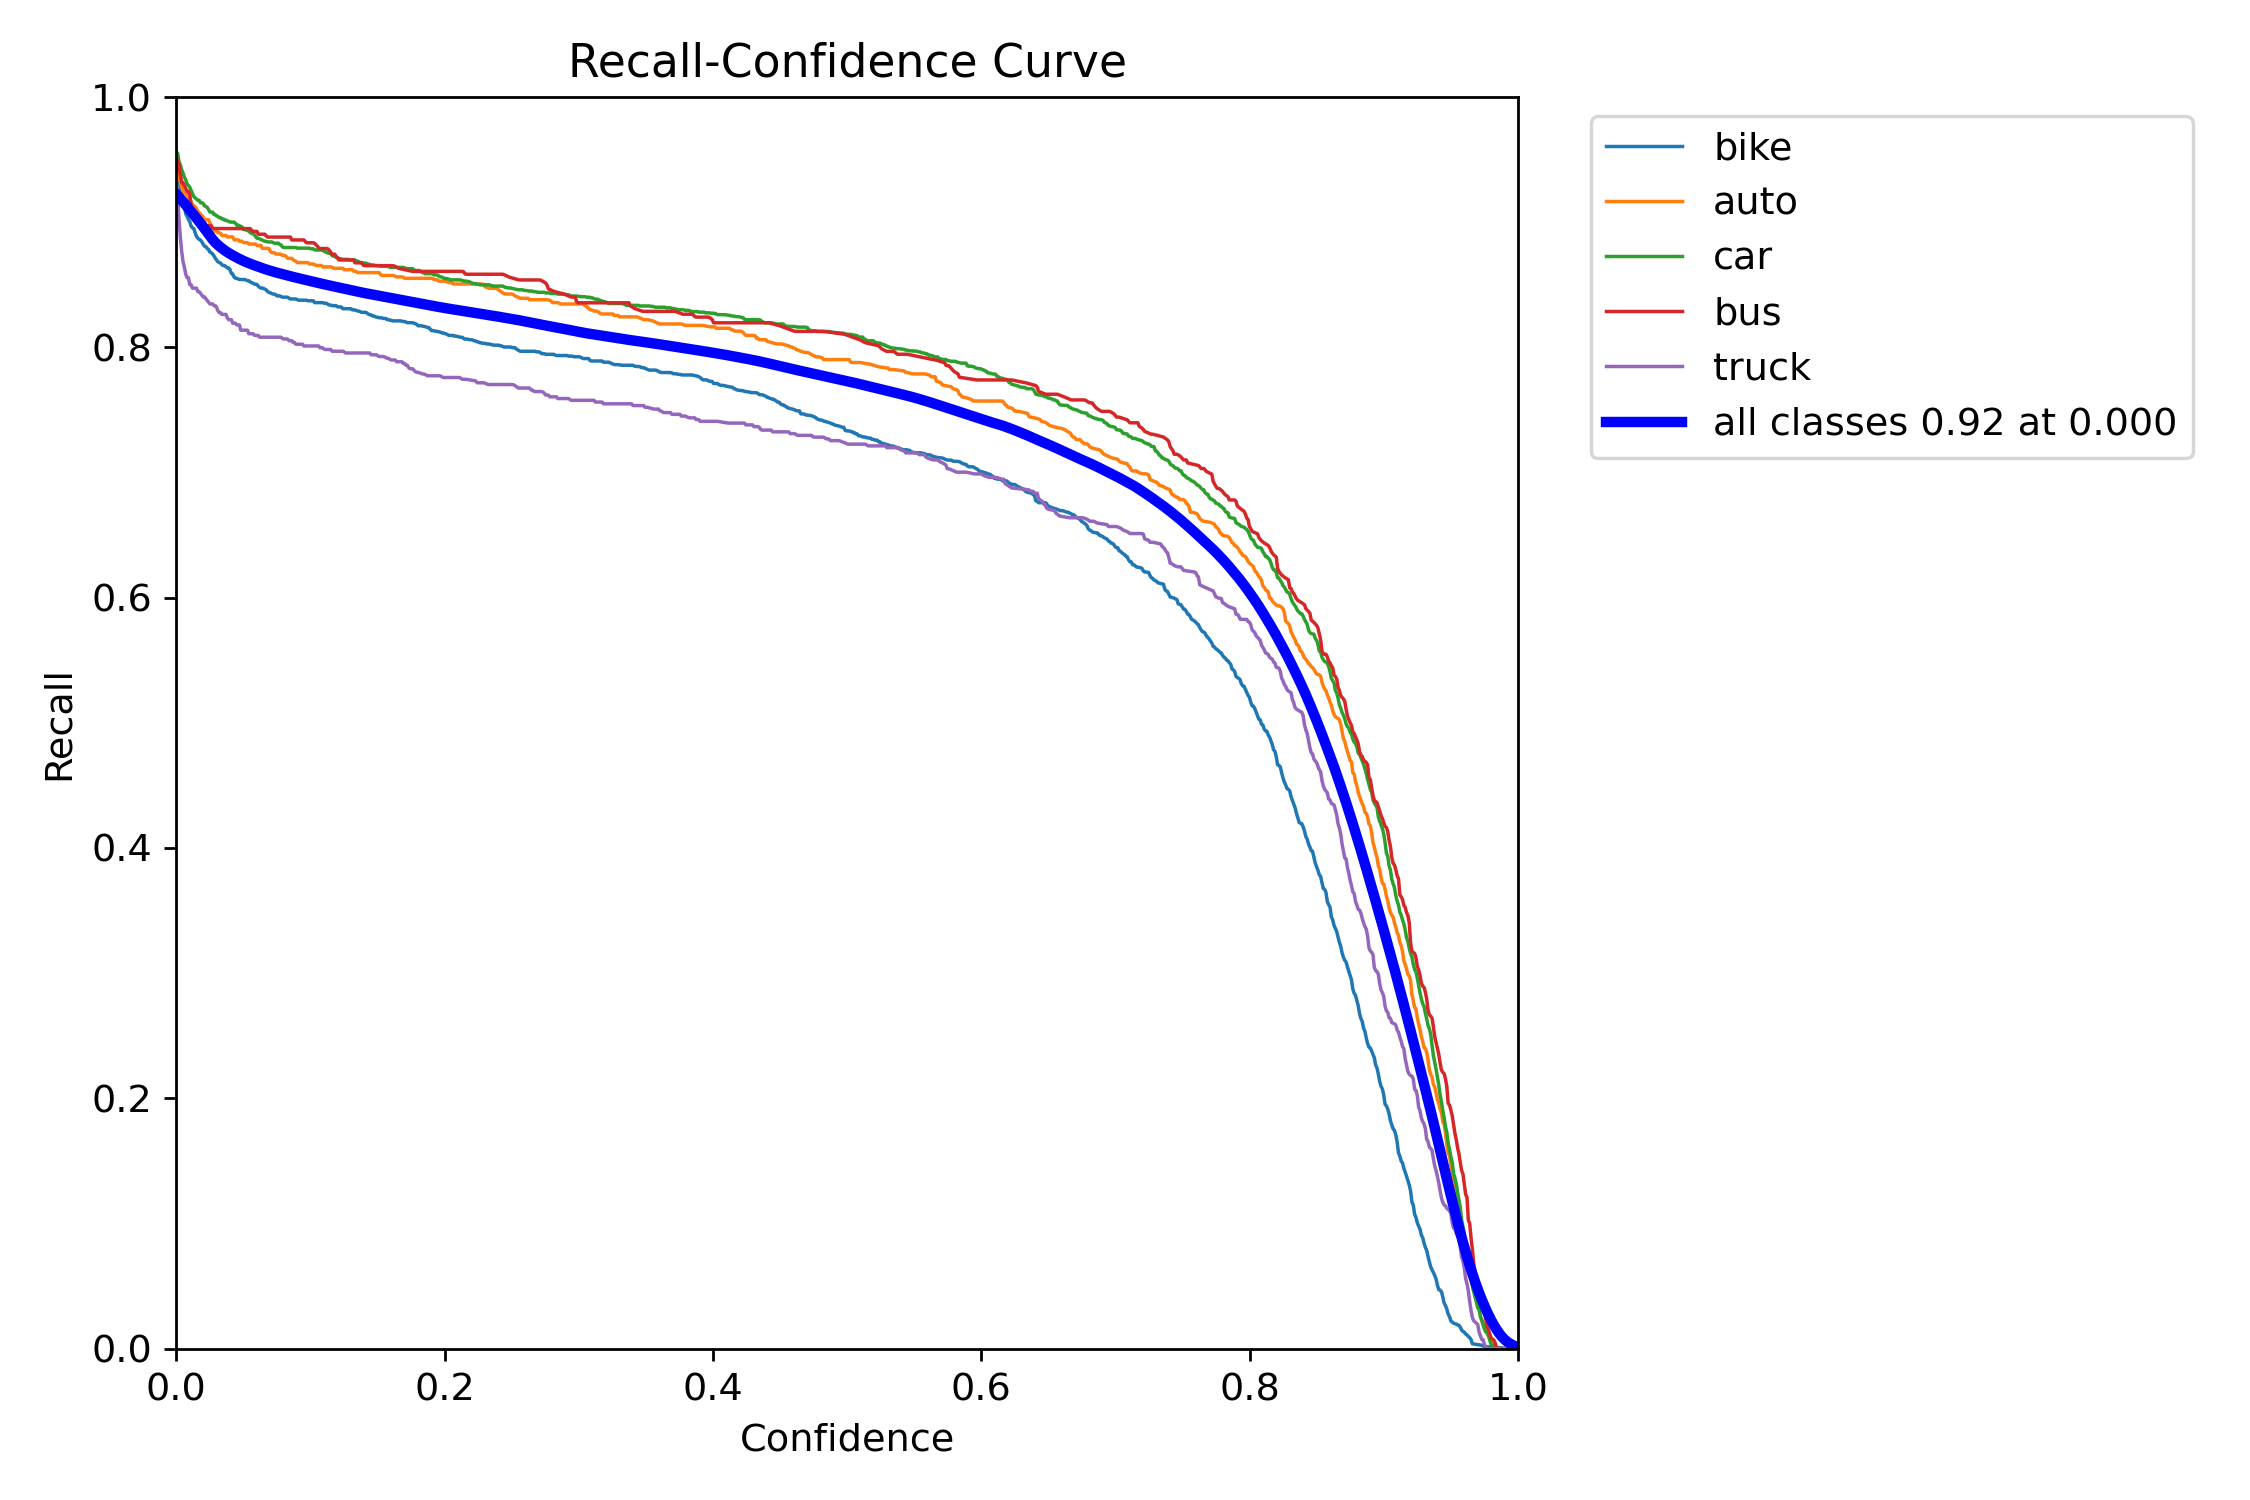 Recall-Confidence Curve
1.0
0.8
0.6
0.4
0.2
0.0
Recall
0.0 0.2 0.4 0.6 0.8 1.0
Confidence
bike
auto
car
bus
truck
all classes 0.92 at 0.000